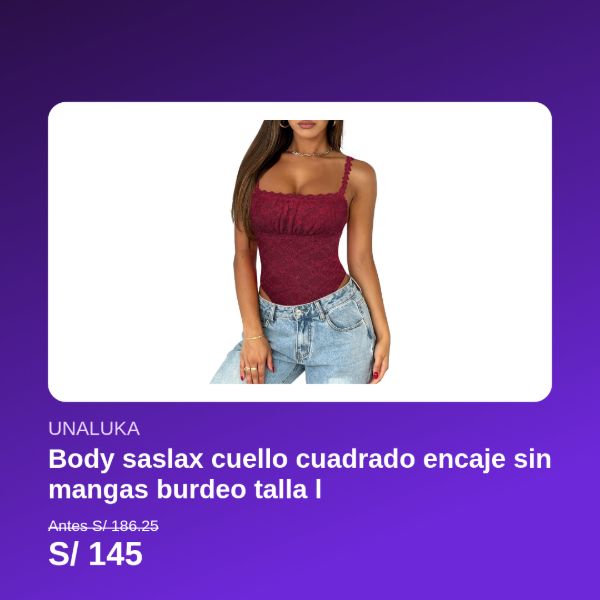 UNALUKA
Body saslax cuello cuadrado encaje sin
mangas burdeo talla l
Antes S/ 186.25
S/ 145